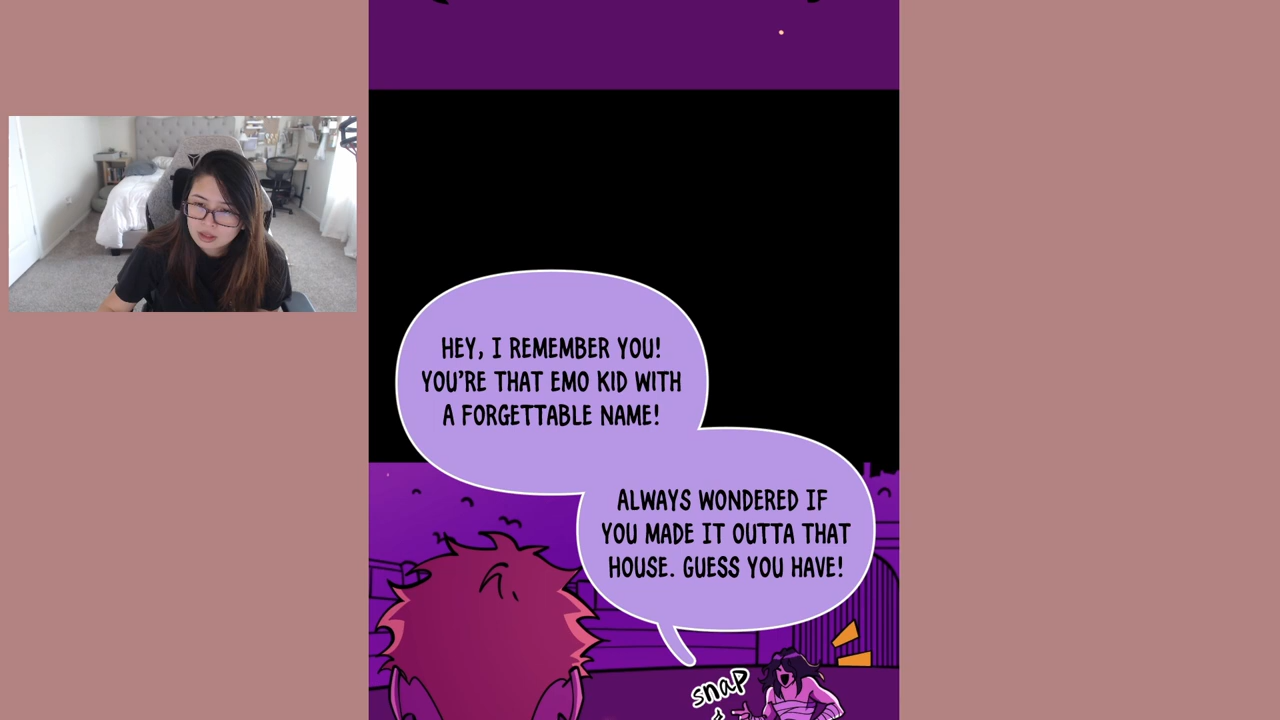 HEY, I REMEMBER YOU!
YOU'RE THAT EMO KID WITH
A FORGETTABLE NAME!
ALWAYS WONDERED IF
YOU MADE IT OUTTA THAT
HOUSE. GUESS YOU HAVE!
snap